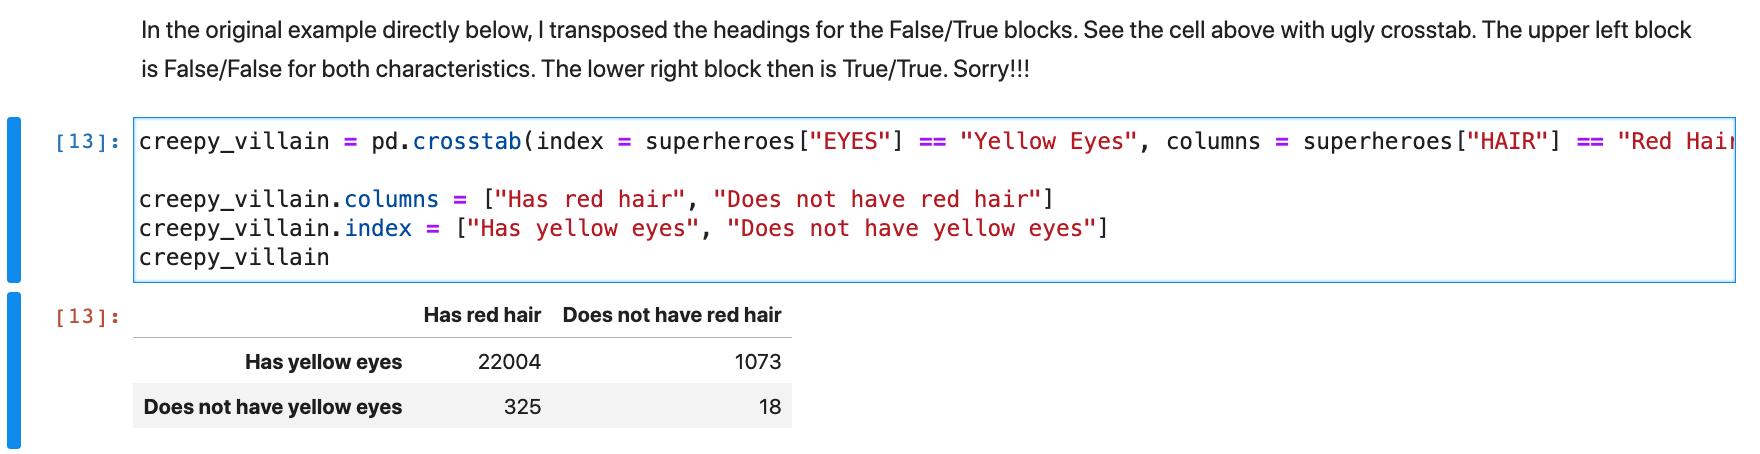 In the original example directly below, I transposed the headings for the False/True blocks. See the cell above with ugly crosstab. The upper left block
is False/False for both characteristics. The lower right block then is True/True. Sorry!!!
[13]: creepy_villain = pd.crosstab(index = superheroes["EYES"] == "Yellow Eyes", columns = superheroes["HAIR"] == "Red Hair
creepy_villain.columns = ["Has red hair", "Does not have red hair"]
creepy_villain.index = ["Has yellow eyes", "Does not have yellow eyes"]
creepy_villain
[13]: Has red hair Does not have red hair
Has yellow eyes 22004 1073
Does not have yellow eyes 325 18